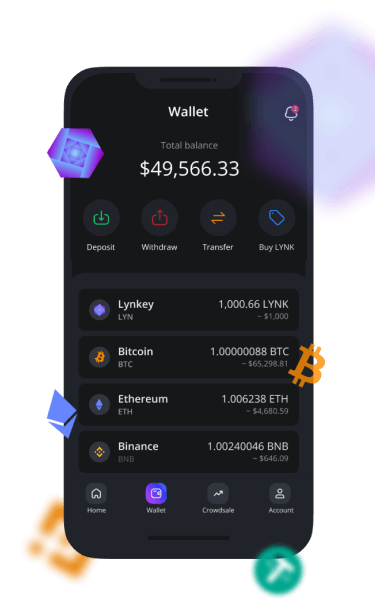 Wallet
2
Total balance
$49,566.33
Deposit Withdraw Transfer Buy LYNK
Lynkey 1,000.66 LYNK
LYN ~ $1,000
Bitcoin 1.00000088 BTC
BTC ~ $65,298.81
Ethereum 1.006238 ETH
ETH ~ $4,680.59
Binance 1.00240046 BNB
BNB ~ $646.09
Home Wallet Crowdsale Account